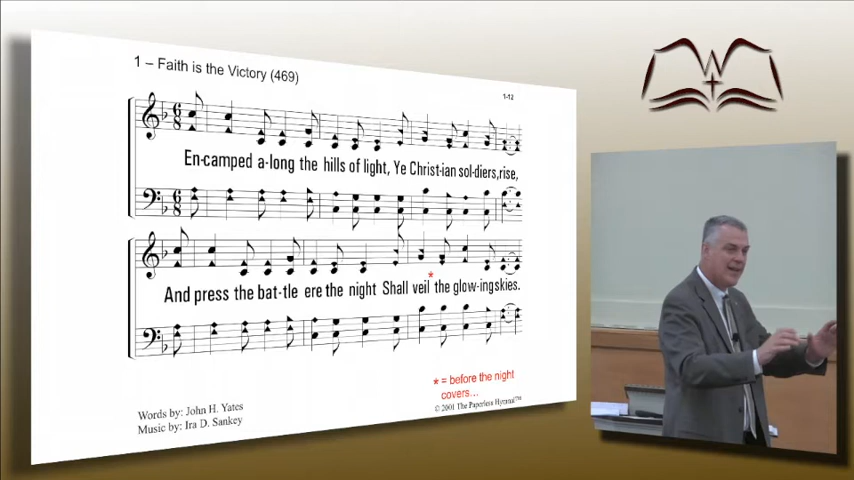 1 – Faith is the Victory (469)
1-12
En-camped a-long the hills of light, Ye Christ-ian sol-diers,rise,
And press the bat-tle ere the night Shall veil the glow-ing skies.
*
* = before the night
covers...
Words by: John H. Yates
Music by: Ira D. Sankey
© 2001 The Paperless Hymnal™